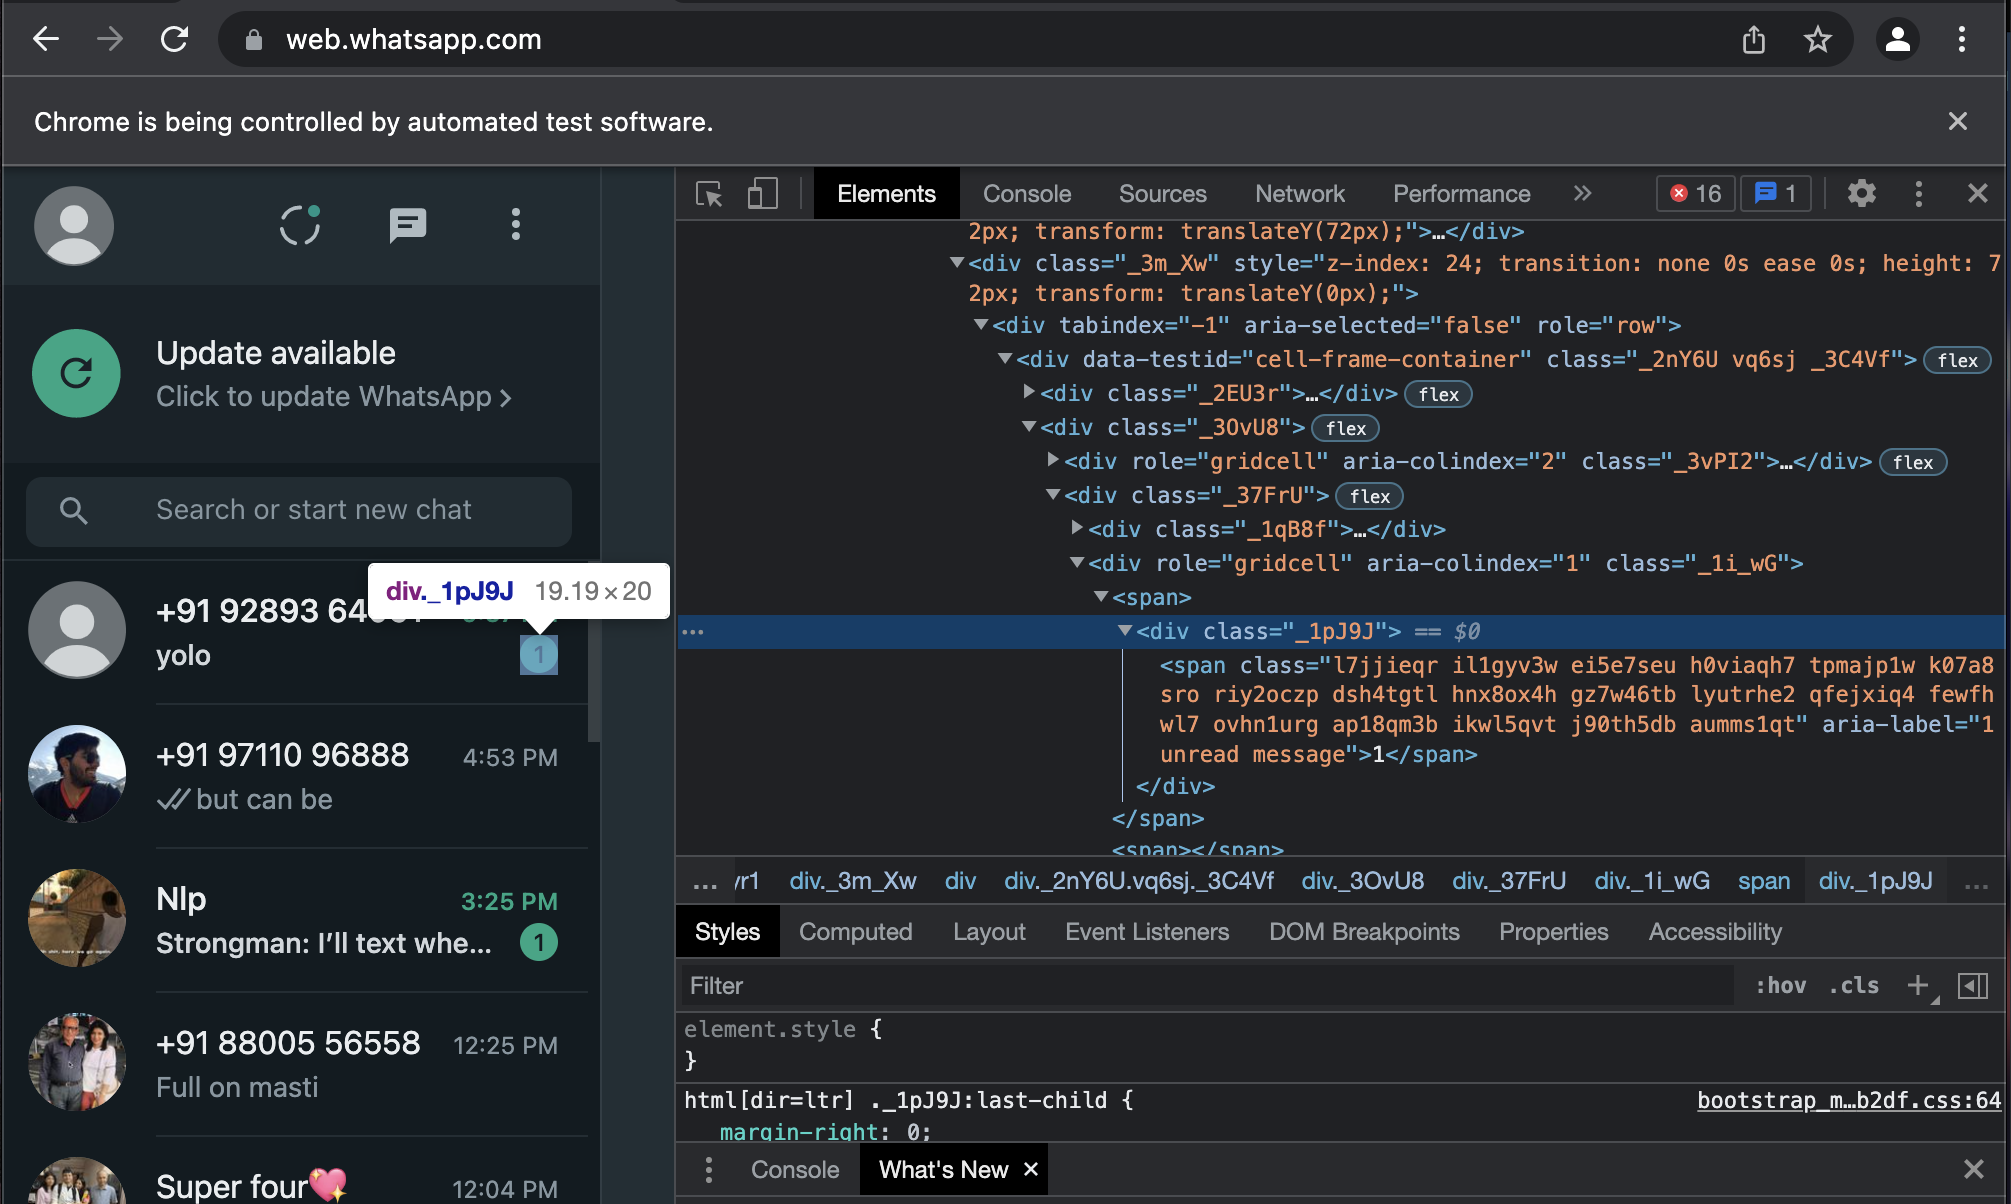 web.whatsapp.com
Chrome is being controlled by automated test software.
Update available
Click to update WhatsApp
Search or start new chat
+91 92893 64
yolo
1
+91 97110 96888
4:53 PM
but can be
Nlp
3:25 PM
Strongman: I’ll text whe...
1
+91 88005 56558
12:25 PM
Full on masti
Super four💖
12:04 PM
div._1pJ9J 19.19 × 20
Elements Console Sources Network Performance
16
1
2px; transform: translateY(72px);">…</div>
<div class="_3m_Xw" style="z-index: 24; transition: none 0s ease 0s; height: 7
2px; transform: translateY(0px);">
<div tabindex="-1" aria-selected="false" role="row">
<div data-testid="cell-frame-container" class="_2nY6U vq6sj _3C4Vf"> flex
<div class="_2EU3r">…</div> flex
<div class="_3OvU8"> flex
<div role="gridcell" aria-colindex="2" class="_3vPI2">…</div> flex
<div class="_37FrU"> flex
<div class="_1qB8f">…</div>
<div role="gridcell" aria-colindex="1" class="_1i_wG">
<span>
<div class="_1pJ9J"> == $0
<span class="l7jjieqr il1gyv3w ei5e7seu h0viaqh7 tpmajp1w k07a8
sro riy2oczp dsh4tgtl hnx8ox4h gz7w46tb lyutrhe2 qfejxiq4 fewfh
wl7 ovhn1urg ap18qm3b ikwl5qvt j90th5db aumms1qt" aria-label="1
unread message">1</span>
</div>
</span>
<span></span>
... yr1 div._3m_Xw div div._2nY6U.vq6sj._3C4Vf div._3OvU8 div._37FrU div._1i_wG span div._1pJ9J ...
Styles Computed Layout Event Listeners DOM Breakpoints Properties Accessibility
Filter
:hov .cls
element.style {
}
html[dir=ltr] ._1pJ9J:last-child {
bootstrap_m…b2df.css:64
margin-right: 0;
Console What's New